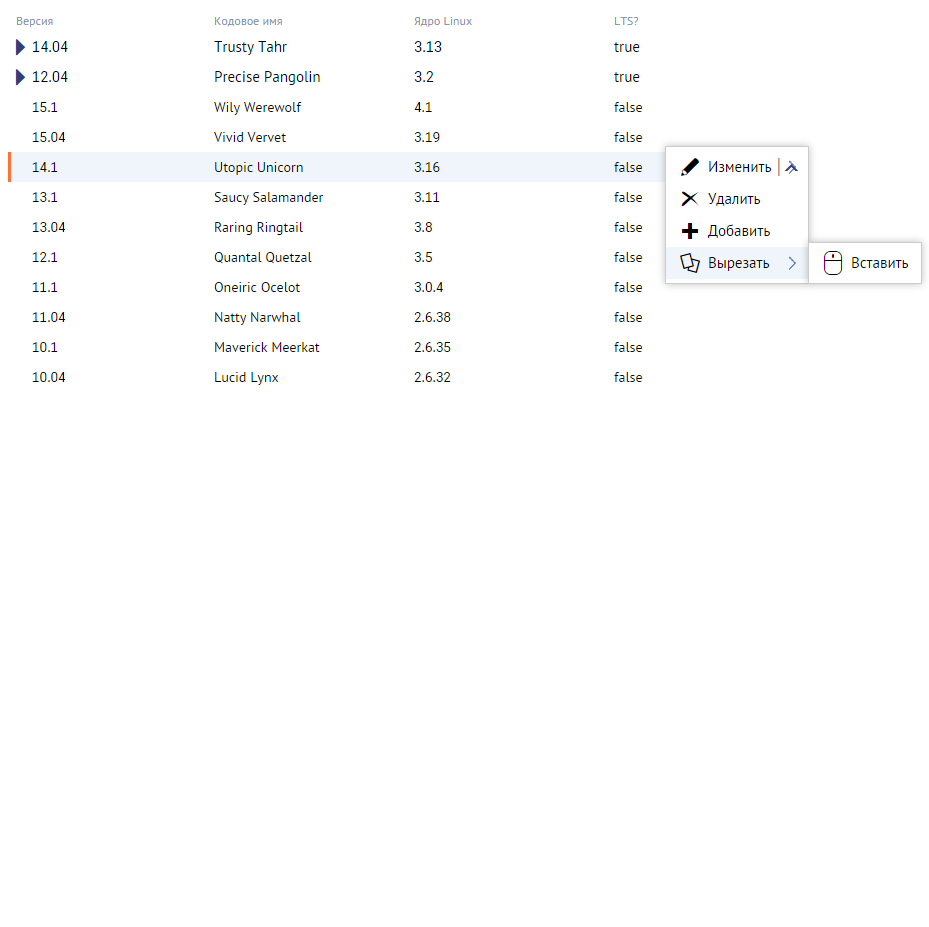 Версия Кодовое имя Ядро Linux LTS?
14.04 Trusty Tahr 3.13 true
12.04 Precise Pangolin 3.2 true
15.1 Wily Werewolf 4.1 false
15.04 Vivid Vervet 3.19 false
14.1 Utopic Unicorn 3.16 false Изменить
13.1 Saucy Salamander 3.11 false Удалить
13.04 Raring Ringtail 3.8 false Добавить
12.1 Quantal Quetzal 3.5 false Вырезать Вставить
11.1 Oneiric Ocelot 3.0.4 false
11.04 Natty Narwhal 2.6.38 false
10.1 Maverick Meerkat 2.6.35 false
10.04 Lucid Lynx 2.6.32 false